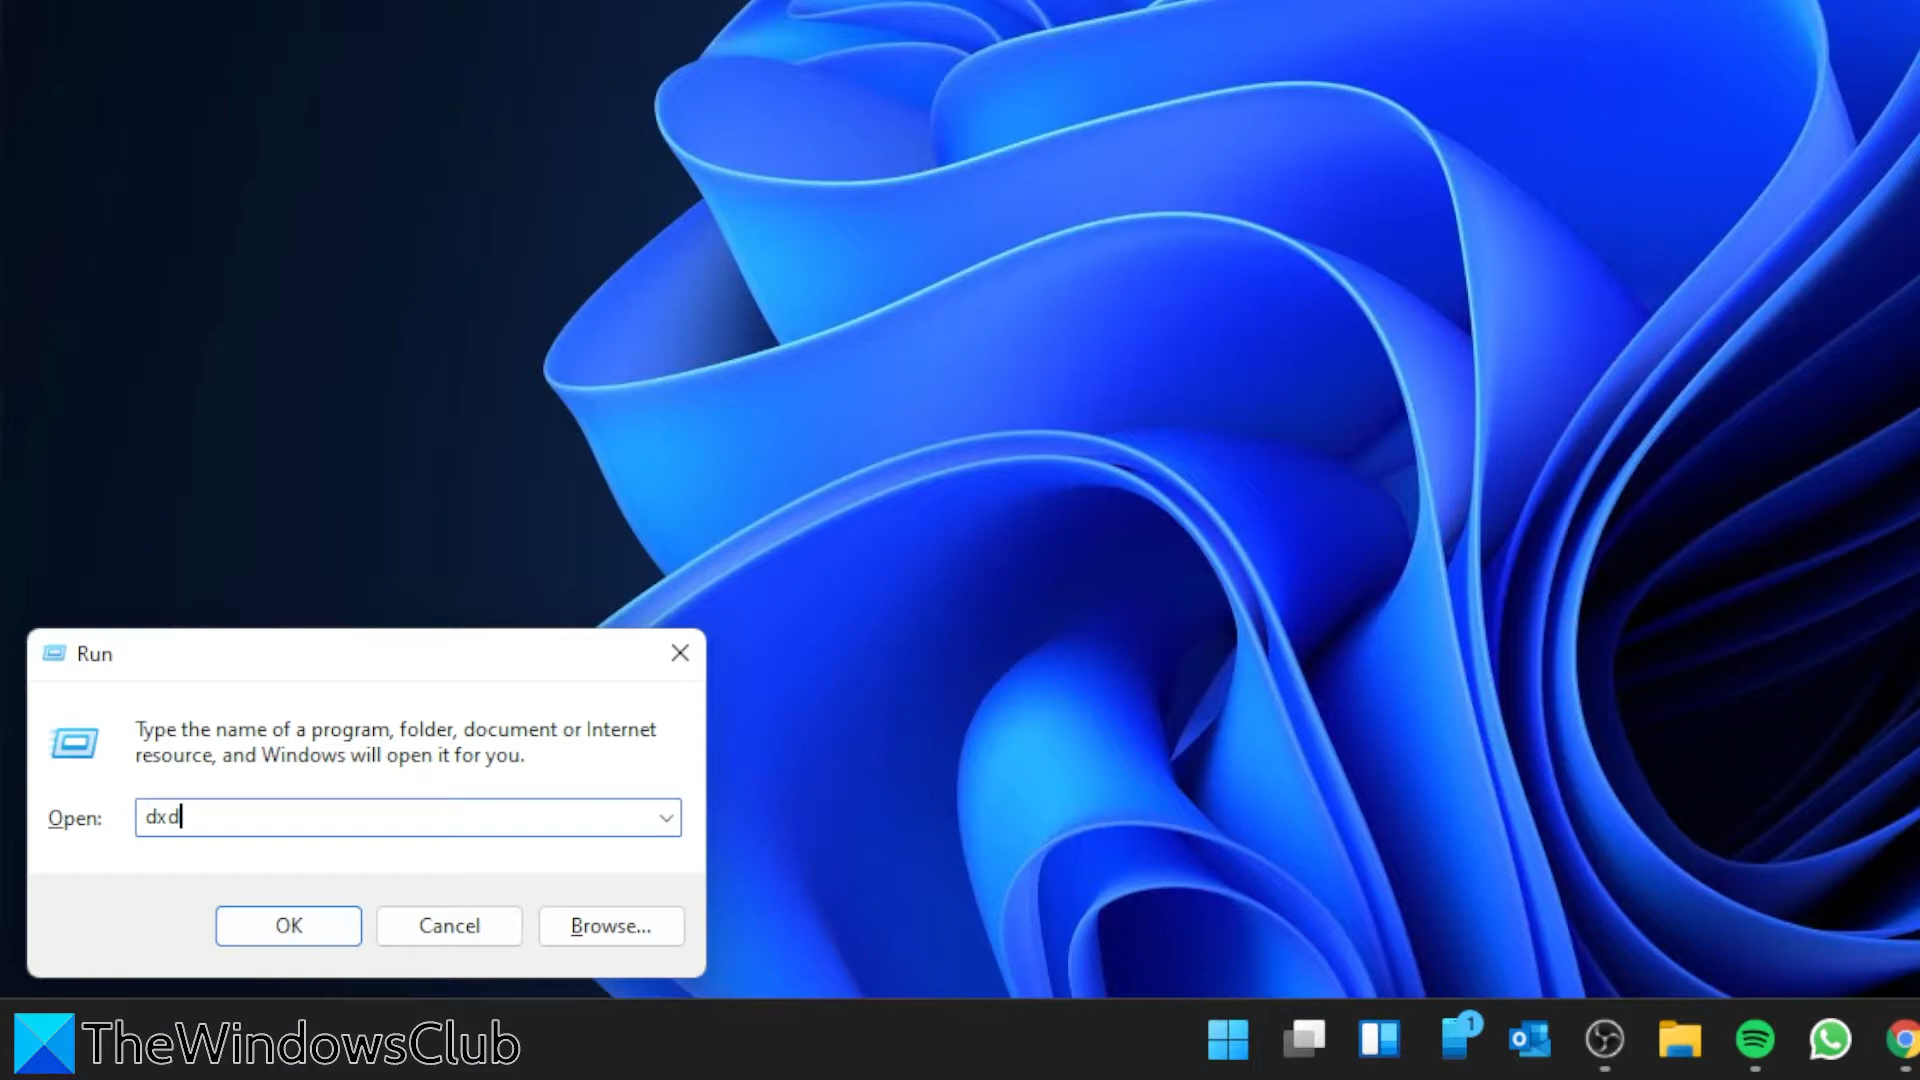 Run
Type the name of a program, folder, document or Internet
resource, and Windows will open it for you.
Open: dxd
OK Cancel Browse...
TheWindowsClub
1